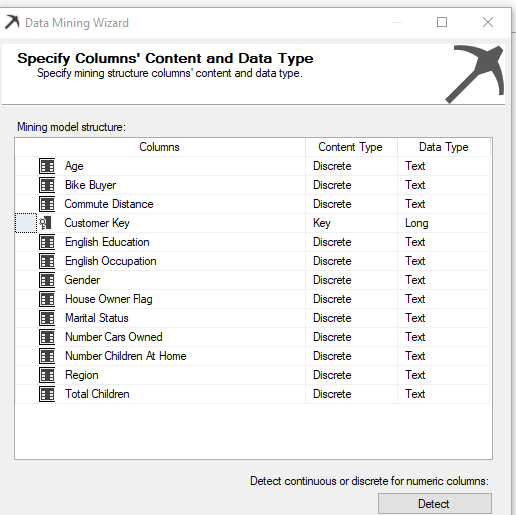 Data Mining Wizard
Specify Columns' Content and Data Type
Specify mining structure columns' content and data type.
Mining model structure:
Columns Content Type Data Type
Age Discrete Text
Bike Buyer Discrete Text
Commute Distance Discrete Text
Customer Key Key Long
English Education Discrete Text
English Occupation Discrete Text
Gender Discrete Text
House Owner Flag Discrete Text
Marital Status Discrete Text
Number Cars Owned Discrete Text
Number Children At Home Discrete Text
Region Discrete Text
Total Children Discrete Text
Detect continuous or discrete for numeric columns:
Detect